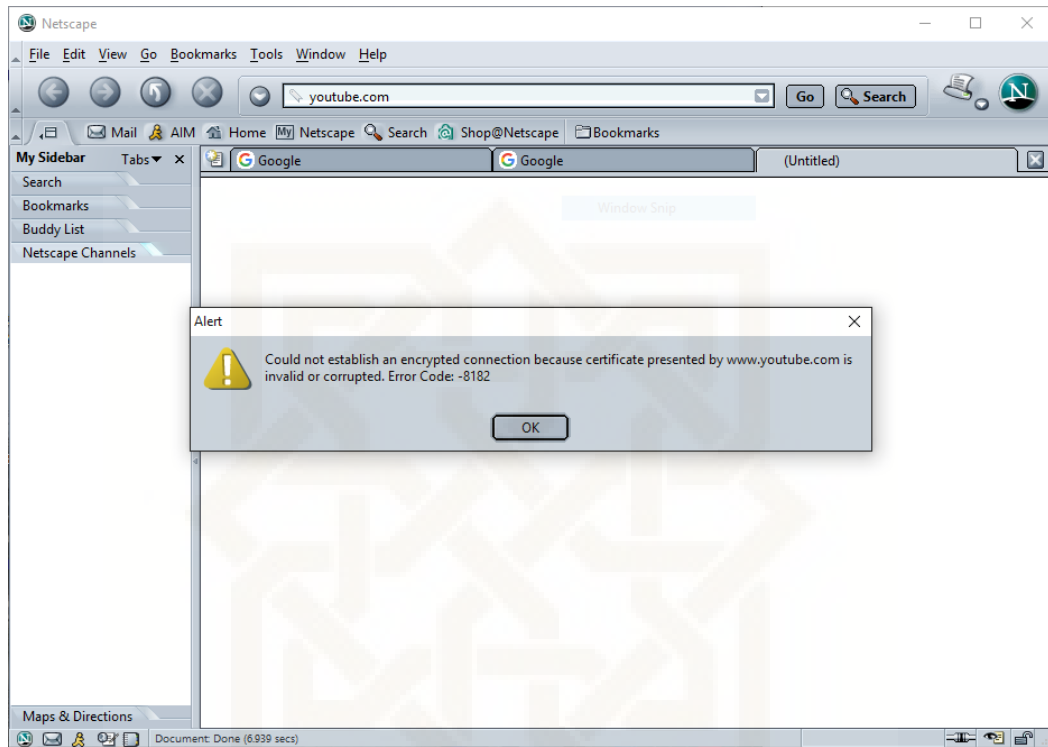 Netscape
File Edit View Go Bookmarks Tools Window Help
youtube.com Go Search N
Mail AIM Home My Netscape Search Shop@Netscape Bookmarks
My Sidebar Tabs Google Google (Untitled)
Search
Bookmarks Window Snip
Buddy List
Netscape Channels
Alert
Could not establish an encrypted connection because certificate presented by www.youtube.com is
invalid or corrupted. Error Code: -8182
OK
Maps & Directions
Document: Done (6.939 secs)